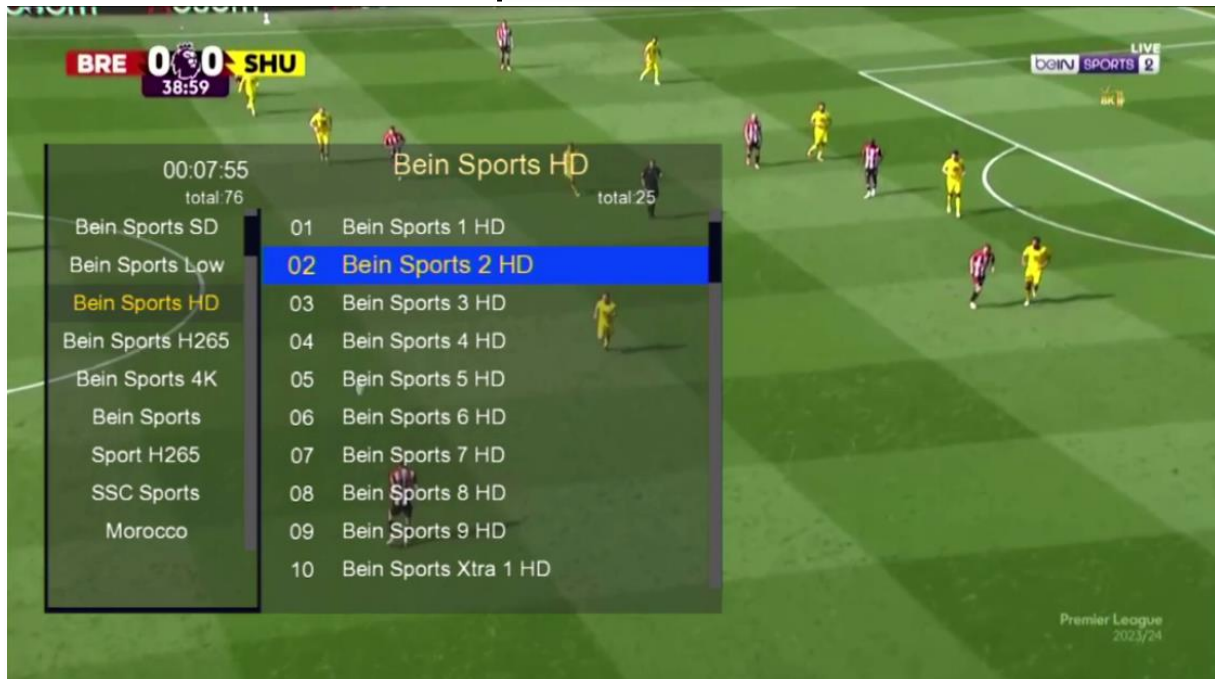 BRE 0 0 SHU
38:59
LIVE
beIN SPORTS 2
8K
00:07:55
total:76
Bein Sports SD
Bein Sports Low
Bein Sports HD
Bein Sports H265
Bein Sports 4K
Bein Sports
Sport H265
SSC Sports
Morocco
Bein Sports HD
total:25
01 Bein Sports 1 HD
02 Bein Sports 2 HD
03 Bein Sports 3 HD
04 Bein Sports 4 HD
05 Bein Sports 5 HD
06 Bein Sports 6 HD
07 Bein Sports 7 HD
08 Bein Sports 8 HD
09 Bein Sports 9 HD
10 Bein Sports Xtra 1 HD
Premier League
2023/24